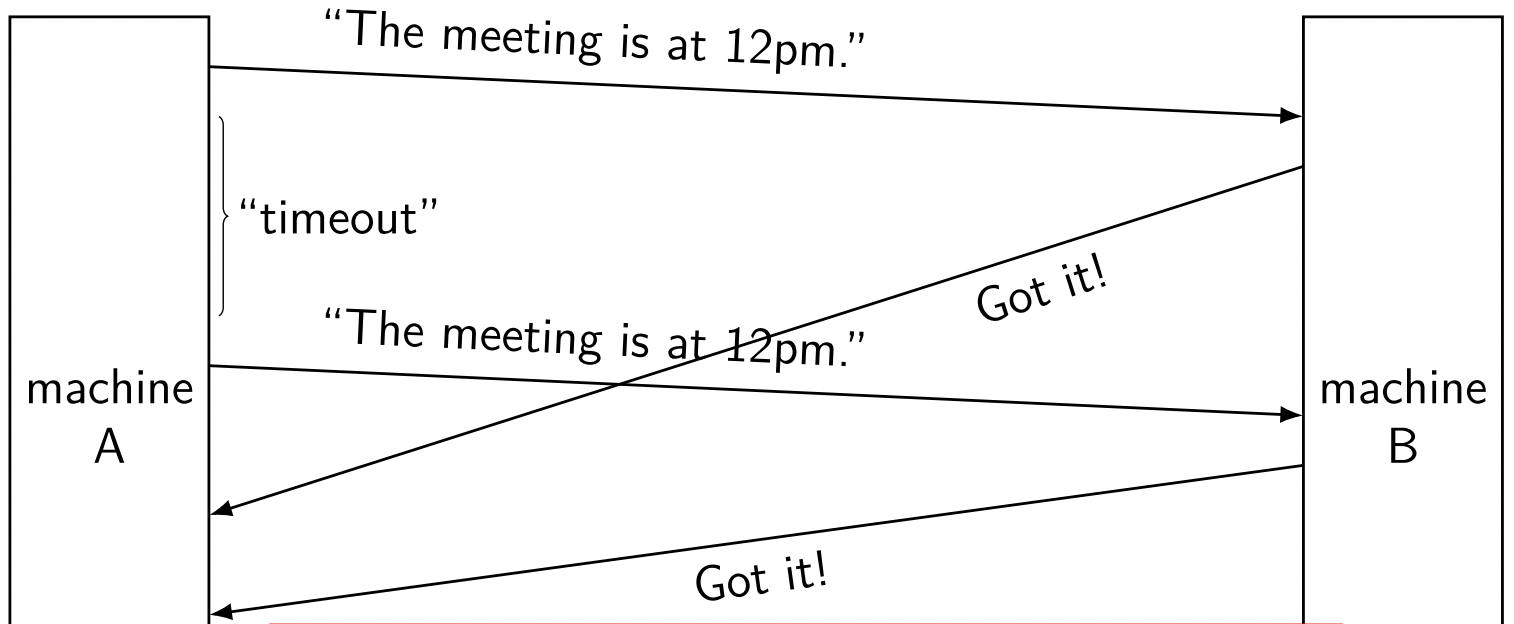 “The meeting is at 12pm.”
“timeout”
Got it!
“The meeting is at 12pm.”
machine
A
machine
B
Got it!